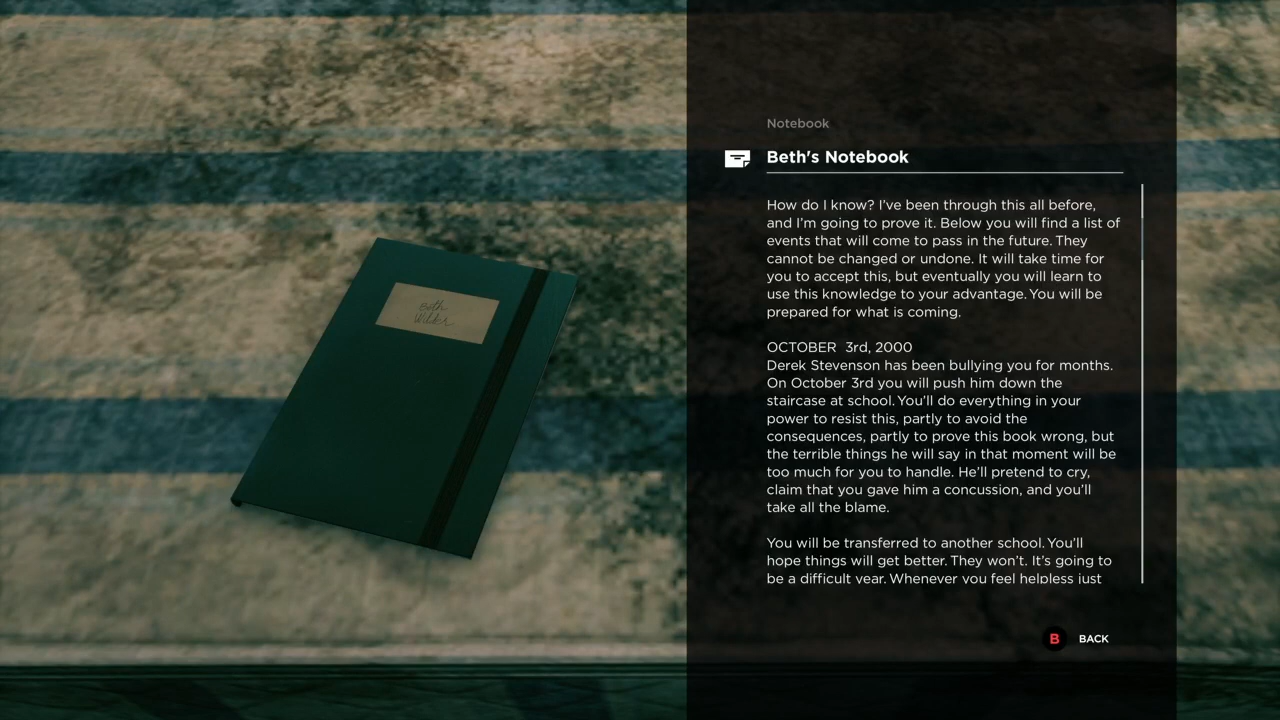 Notebook
Beth's Notebook
How do I know? I've been through this all before,
and I'm going to prove it. Below you will find a list of
events that will come to pass in the future. They
cannot be changed or undone. It will take time for
you to accept this, but eventually you will learn to
use this knowledge to your advantage. You will be
prepared for what is coming.
OCTOBER 3rd, 2000
Derek Stevenson has been bullying you for months.
On October 3rd you will push him down the
staircase at school. You'll do everything in your
power to resist this, partly to avoid the
consequences, partly to prove this book wrong, but
the terrible things he will say in that moment will be
too much for you to handle. He'll pretend to cry,
claim that you gave him a concussion, and you'll
take all the blame.
You will be transferred to another school. You'll
hope things will get better. They won't. It's going to
be a difficult year. Whenever you feel helpless just
B BACK
Beth
Wilder